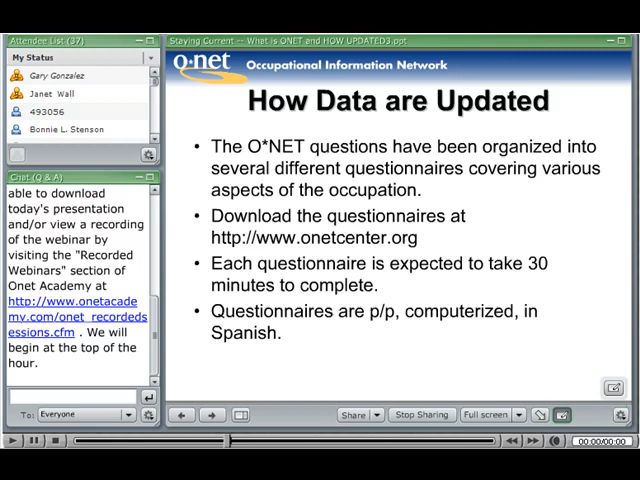 Attendee List (37)
My Status
Gary Gonzalez
Janet Wall
493056
Bonnie L. Stenson
Chat (Q & A)
able to download
today's presentation
and/or view a recording
of the webinar by
visiting the "Recorded
Webinars" section of
Onet Academy at
http://www.onetacade
my.com/onet_recordeds
essions.cfm . We will
begin at the top of the
hour.
To: Everyone
Staying Current -- What is ONET and HOW UPDATED3.ppt
o*net Occupational Information Network
How Data are Updated
• The O*NET questions have been organized into
several different questionnaires covering various
aspects of the occupation.
• Download the questionnaires at
http://www.onetcenter.org
• Each questionnaire is expected to take 30
minutes to complete.
• Questionnaires are p/p, computerized, in
Spanish.
Share
Stop Sharing
Full screen
00:00/00:00